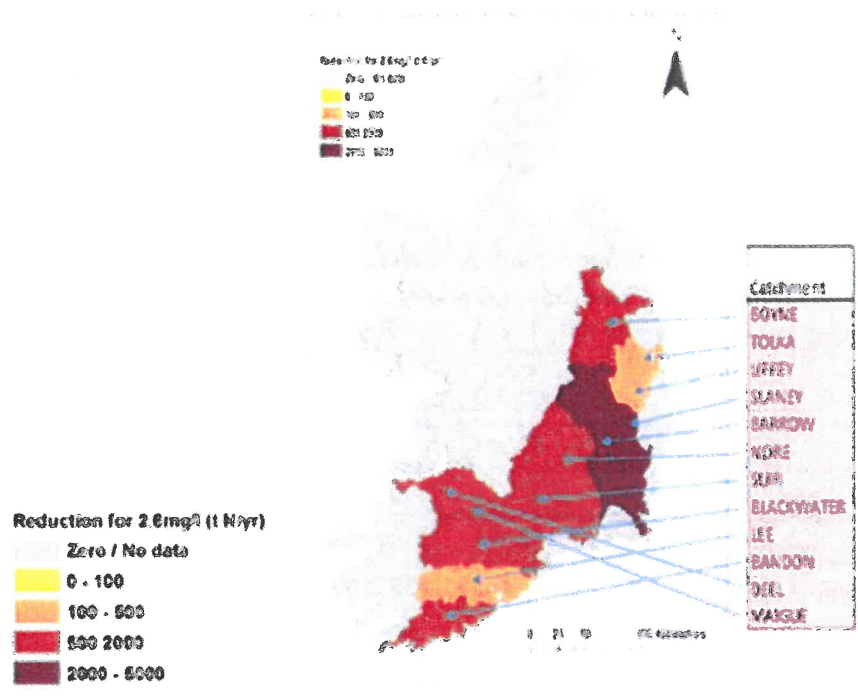 N
Catchment
BOYNE
TOLKA
LIFFEY
SLANEY
BARROW
NORE
SUIR
BLACKWATER
LEE
BANDON
DEEL
MAIGUE
Reduction for 2.6mg/l (t N/yr)
Zero / No data
0 - 100
100 - 500
500 2000
2000 - 5000